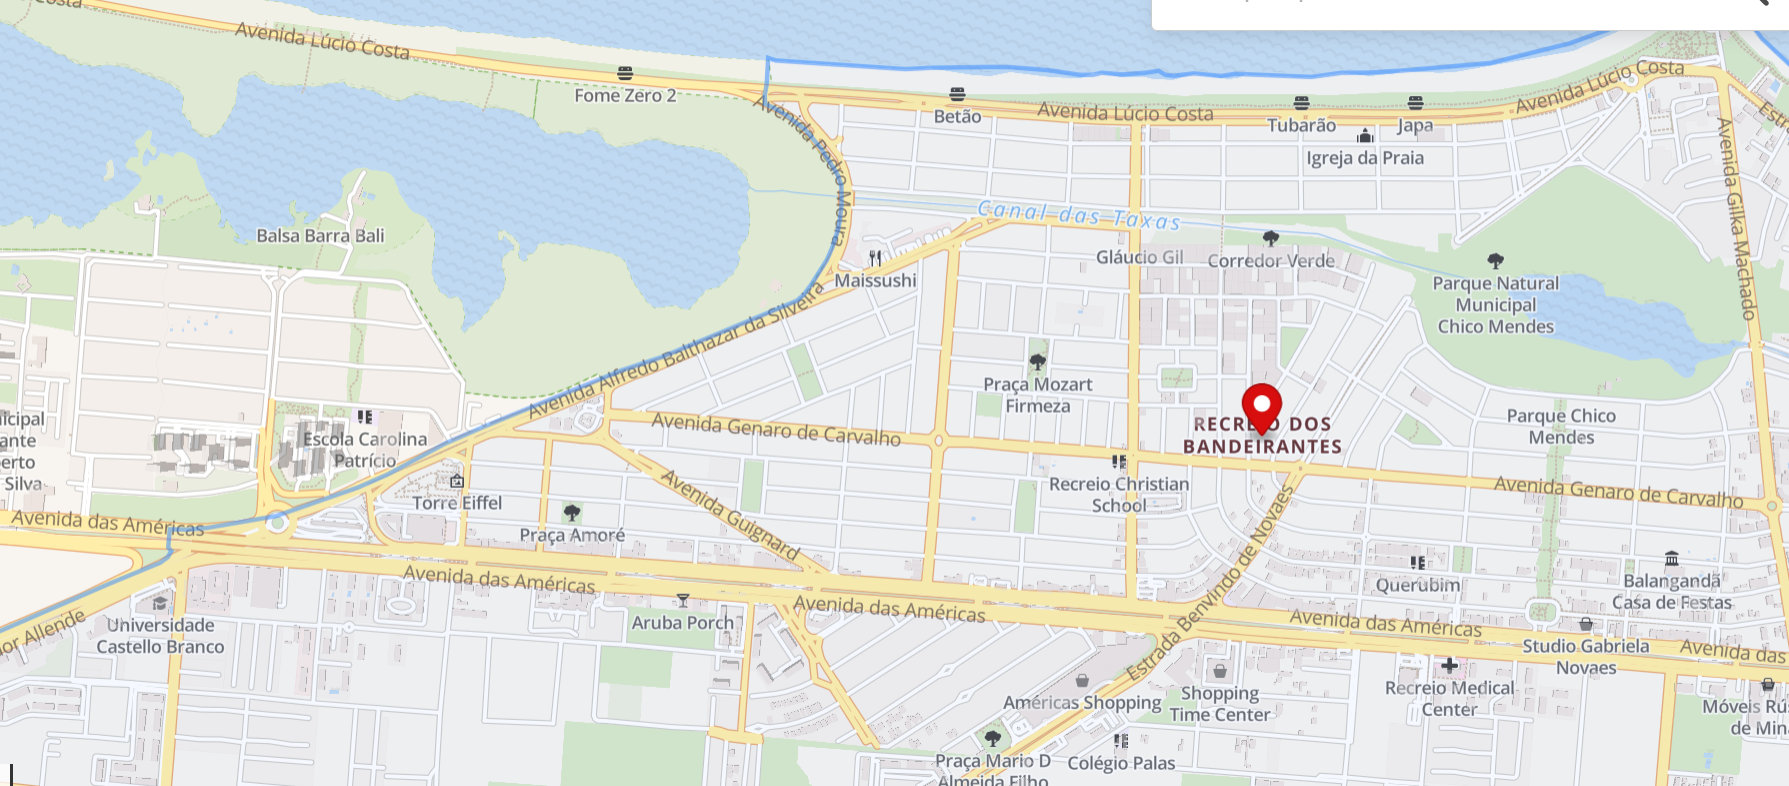 Costa
Avenida Lúcio Costa
Fome Zero 2
Avenida Pedro Moura
Betão
Avenida Lúcio Costa
Tubarão
Japa
Igreja da Praia
Avenida Lúcio Costa
Avenida Gilka Machado
Balsa Barra Bali
Canal das Taxas
Maissushi
Gláucio Gil
Corredor Verde
Parque Natural
Municipal
Chico Mendes
Avenida Alfredo Balthazar da Silveira
Praça Mozart
Firmeza
Avenida Genaro de Carvalho
RECREIO DOS
BANDEIRANTES
Parque Chico
Mendes
icipal
ante
erto
Silva
Escola Carolina
Patrício
Torre Eiffel
Praça Amoré
Avenida Guignard
Recreio Christian
School
Avenida Genaro de Carvalho
Avenida das Américas
Avenida das Américas
Avenida das Américas
Estrada Benvindo de Novaes
Querubim
Balangandã
Casa de Festas
Avenida das Américas
Avenida das
Studio Gabriela
Novaes
or Allende
Universidade
Castello Branco
Aruba Porch
Américas Shopping
Shopping
Time Center
Recreio Medical
Center
Móveis Rús
de Mina
Praça Mario D
Almeida Filho
Colégio Palas